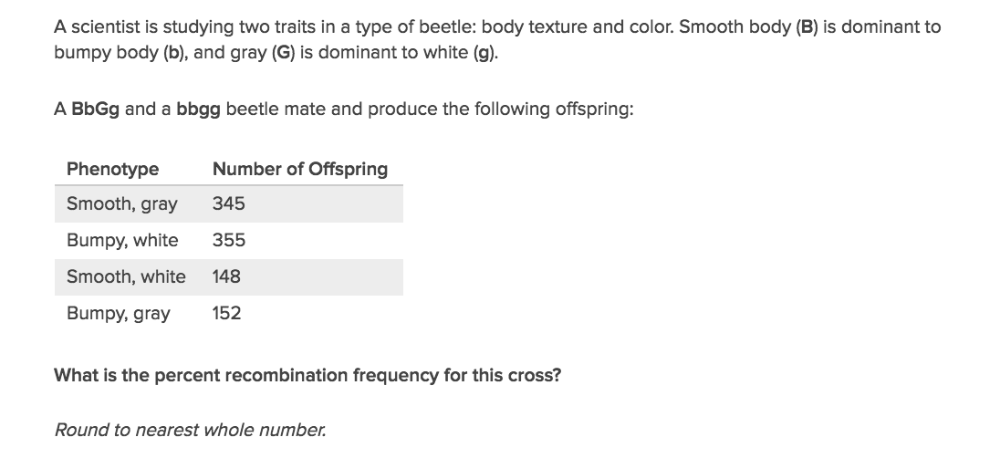 A scientist is studying two traits in a type of beetle: body texture and color. Smooth body (B) is dominant to
bumpy body (b), and gray (G) is dominant to white (g).
A BbGg and a bbgg beetle mate and produce the following offspring:
Phenotype Number of Offspring
Smooth, gray 345
Bumpy, white 355
Smooth, white 148
Bumpy, gray 152
What is the percent recombination frequency for this cross?
Round to nearest whole number.